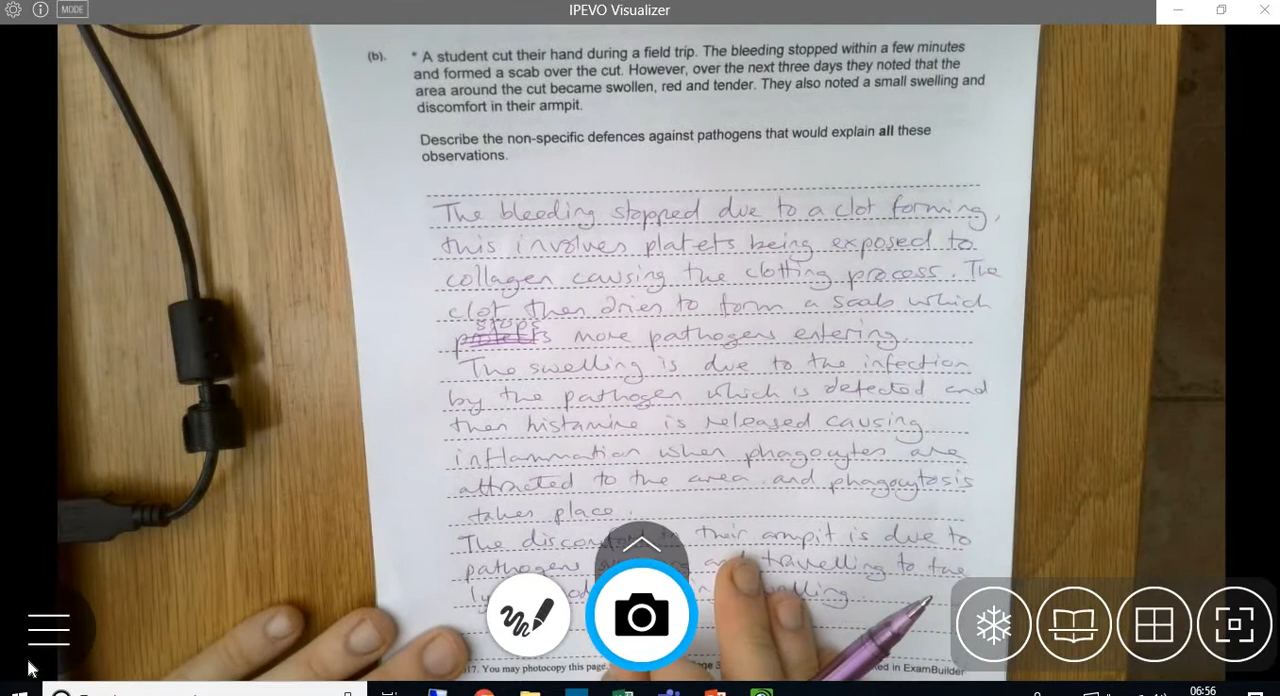 MODE
IPEVO Visualizer
(b). * A student cut their hand during a field trip. The bleeding stopped within a few minutes
and formed a scab over the cut. However, over the next three days they noted that the
area around the cut became swollen, red and tender. They also noted a small swelling and
discomfort in their armpit.
Describe the non-specific defences against pathogens that would explain all these
observations.
The bleeding stopped due to a clot forming,
this involves platets being exposed to
collagen causing the clotting process. The
clot then dries to form a scab which
stops more pathogens entering.
The swelling is due to the infection
by the pathogen which is detected and
then histamine is released causing
inflammation when phagocytes are
attracted to the area and phagocytosis
takes place.
The their armpit is due to
pathogens travelling to the
17. You may photocopy this page.
in ExamBuilder
06:56